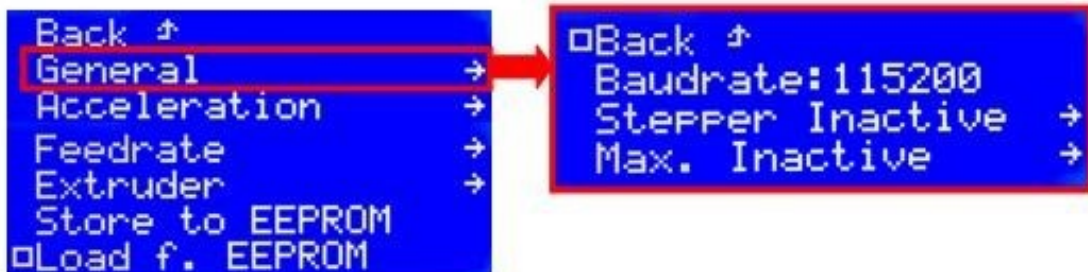 Back
General →
Acceleration →
Feedrate →
Extruder →
Store to EEPROM
Load f. EEPROM
Back
Baudrate:115200
Stepper Inactive →
Max. Inactive →